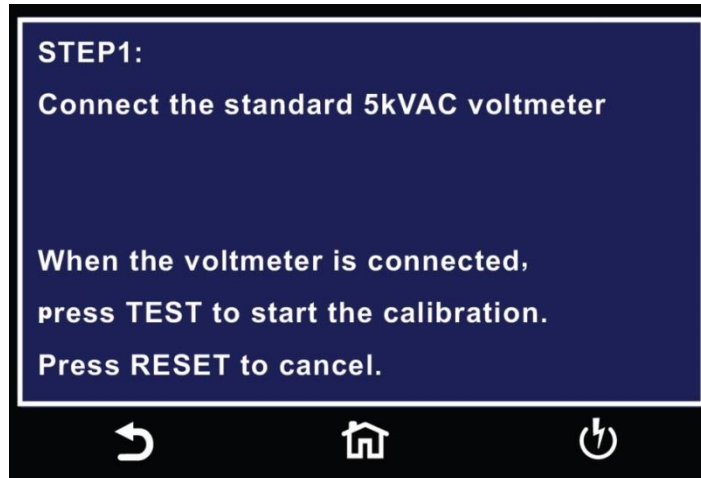 STEP1:
Connect the standard 5kVAC voltmeter
When the voltmeter is connected,
press TEST to start the calibration.
Press RESET to cancel.